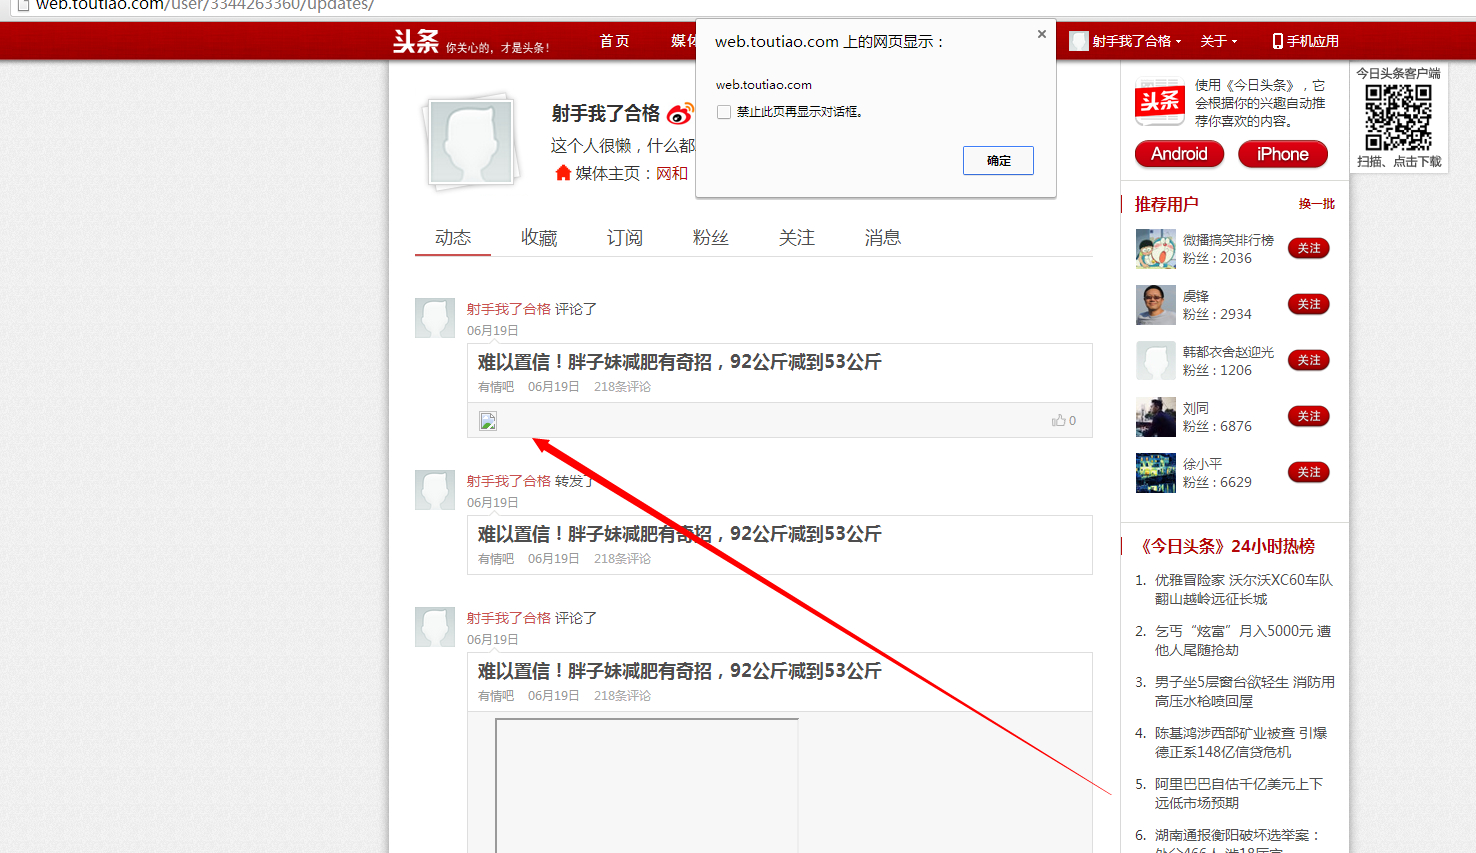 web.toutiao.com/user/3344263360/updates/
头条 你关心的，才是头条！
首页
媒体
射手我了合格
关于
手机应用
web.toutiao.com 上的网页显示：
web.toutiao.com
禁止此页再显示对话框。
确定
射手我了合格
这个人很懒，什么都
媒体主页：网和
动态 收藏 订阅 粉丝 关注 消息
射手我了合格 评论了
06月19日
难以置信！胖子妹减肥有奇招，92公斤减到53公斤
有情吧 06月19日 218条评论
0
射手我了合格 转发了
06月19日
难以置信！胖子妹减肥有奇招，92公斤减到53公斤
有情吧 06月19日 218条评论
射手我了合格 评论了
06月19日
难以置信！胖子妹减肥有奇招，92公斤减到53公斤
有情吧 06月19日 218条评论
头条
使用《今日头条》，它
会根据你的兴趣自动推
荐你喜欢的内容。
Android iPhone
今日头条客户端
扫描、点击下载
推荐用户 换一批
微播搞笑排行榜
粉丝：2036
关注
虞锋
粉丝：2934
关注
韩都衣舍赵迎光
粉丝：1206
关注
刘同
粉丝：6876
关注
徐小平
粉丝：6629
关注
《今日头条》24小时热榜
1. 优雅冒险家 沃尔沃XC60车队
翻山越岭远征长城
2. 乞丐“炫富”月入5000元 遭
他人尾随抢劫
3. 男子坐5层窗台欲轻生 消防用
高压水枪喷回屋
4. 陈基鸿涉西部矿业被查 引爆
德正系148亿信贷危机
5. 阿里巴巴自估千亿美元上下
远低市场预期
6. 湖南通报衡阳破坏选举案：